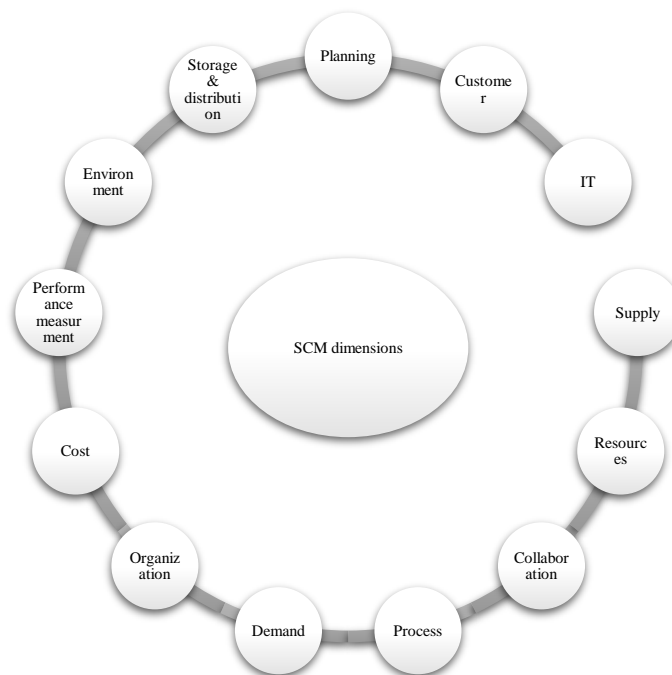 Planning
Storage
&
distributi
on
Custome
r
Environ
ment
IT
Perform
ance
measur
ment
Supply
SCM dimensions
Cost
Resourc
es
Organiz
ation
Collabor
ation
Demand
Process